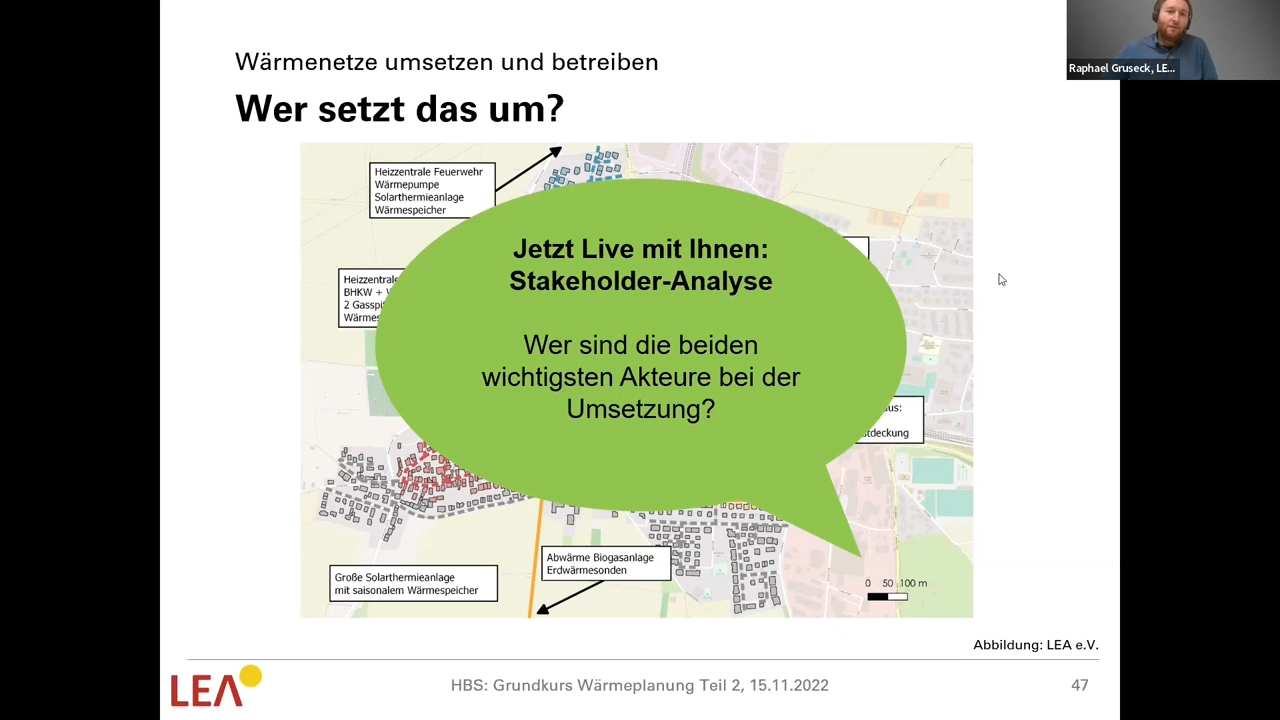 Wärmenetze umsetzen und betreiben
Wer setzt das um?
Raphael Gruseck, LE...
Heizzentrale Feuerwehr
Wärmepumpe
Solarthermieanlage
Wärmespeicher
Heizzentrale
BHKW +
2 Gasspi
Wärmes
Jetzt Live mit Ihnen:
Stakeholder-Analyse
Wer sind die beiden
wichtigsten Akteure bei der
Umsetzung?
us:
tdeckung
Abwärme Biogasanlage
Erdwärmesonden
Große Solarthermieanlage
mit saisonalem Wärmespeicher
0 50 100 m
Abbildung: LEA e.V.
LEA
HBS: Grundkurs Wärmeplanung Teil 2, 15.11.2022
47